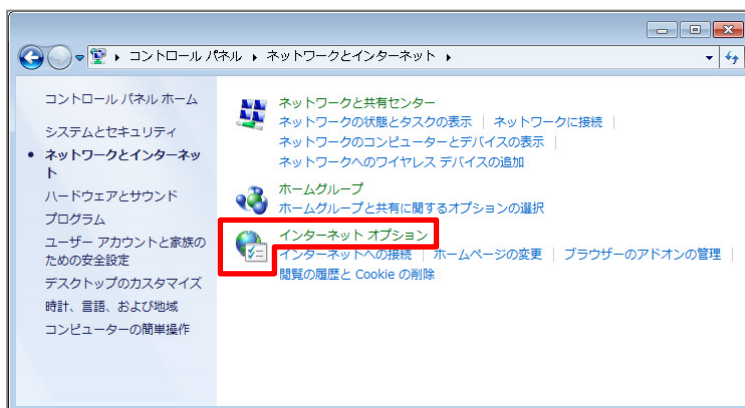 コントロール パネル ▸ ネットワークとインターネット ▸
コントロール パネル ホーム
システムとセキュリティ
• ネットワークとインターネッ
ト
ハードウェアとサウンド
プログラム
ユーザー アカウントと家族の
ための安全設定
デスクトップのカスタマイズ
時計、言語、および地域
コンピューターの簡単操作
ネットワークと共有センター
ネットワークの状態とタスクの表示 | ネットワークに接続 |
ネットワークのコンピューターとデバイスの表示 |
ネットワークへのワイヤレス デバイスの追加
ホームグループ
ホームグループと共有に関するオプションの選択
インターネット オプション
インターネットへの接続 | ホームページの変更 | ブラウザーのアドオンの管理 |
閲覧の履歴と Cookie の削除